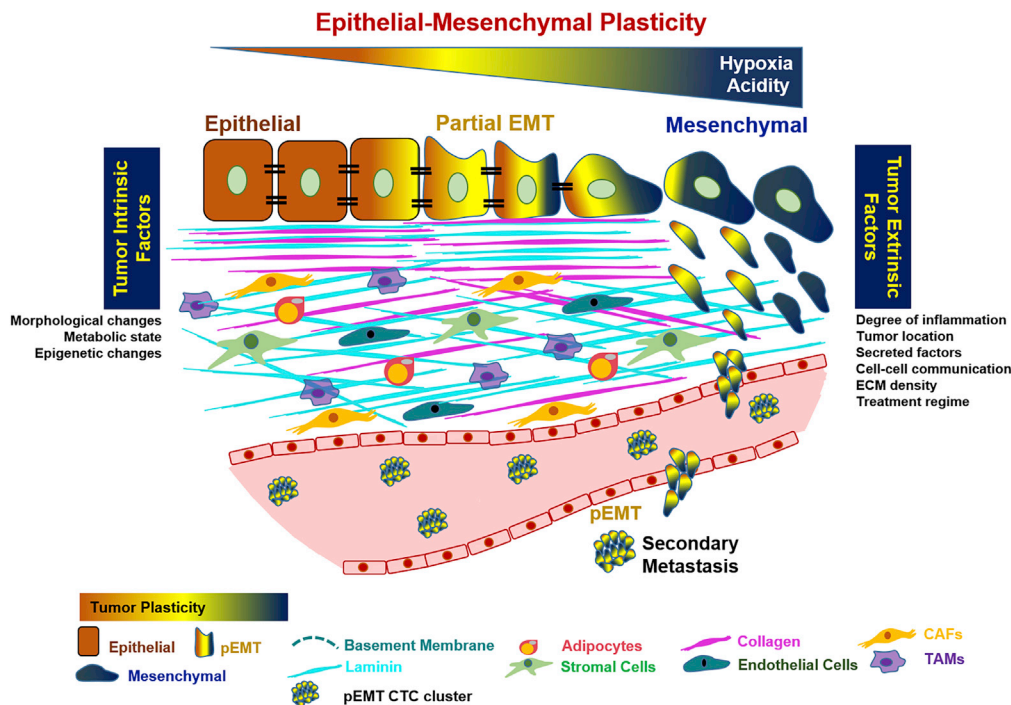 Epithelial-Mesenchymal Plasticity
Hypoxia
Acidity
Epithelial
Partial EMT
Mesenchymal
Tumor Intrinsic
Factors
Morphological changes
Metabolic state
Epigenetic changes
Tumor Extrinsic
Factors
Degree of inflammation
Tumor location
Secreted factors
Cell-cell communication
ECM density
Treatment regime
pEMT
Secondary
Metastasis
Tumor Plasticity
Epithelial
pEMT
Mesenchymal
Basement Membrane
Laminin
pEMT CTC cluster
Adipocytes
Stromal Cells
Collagen
Endothelial Cells
CAFs
TAMs